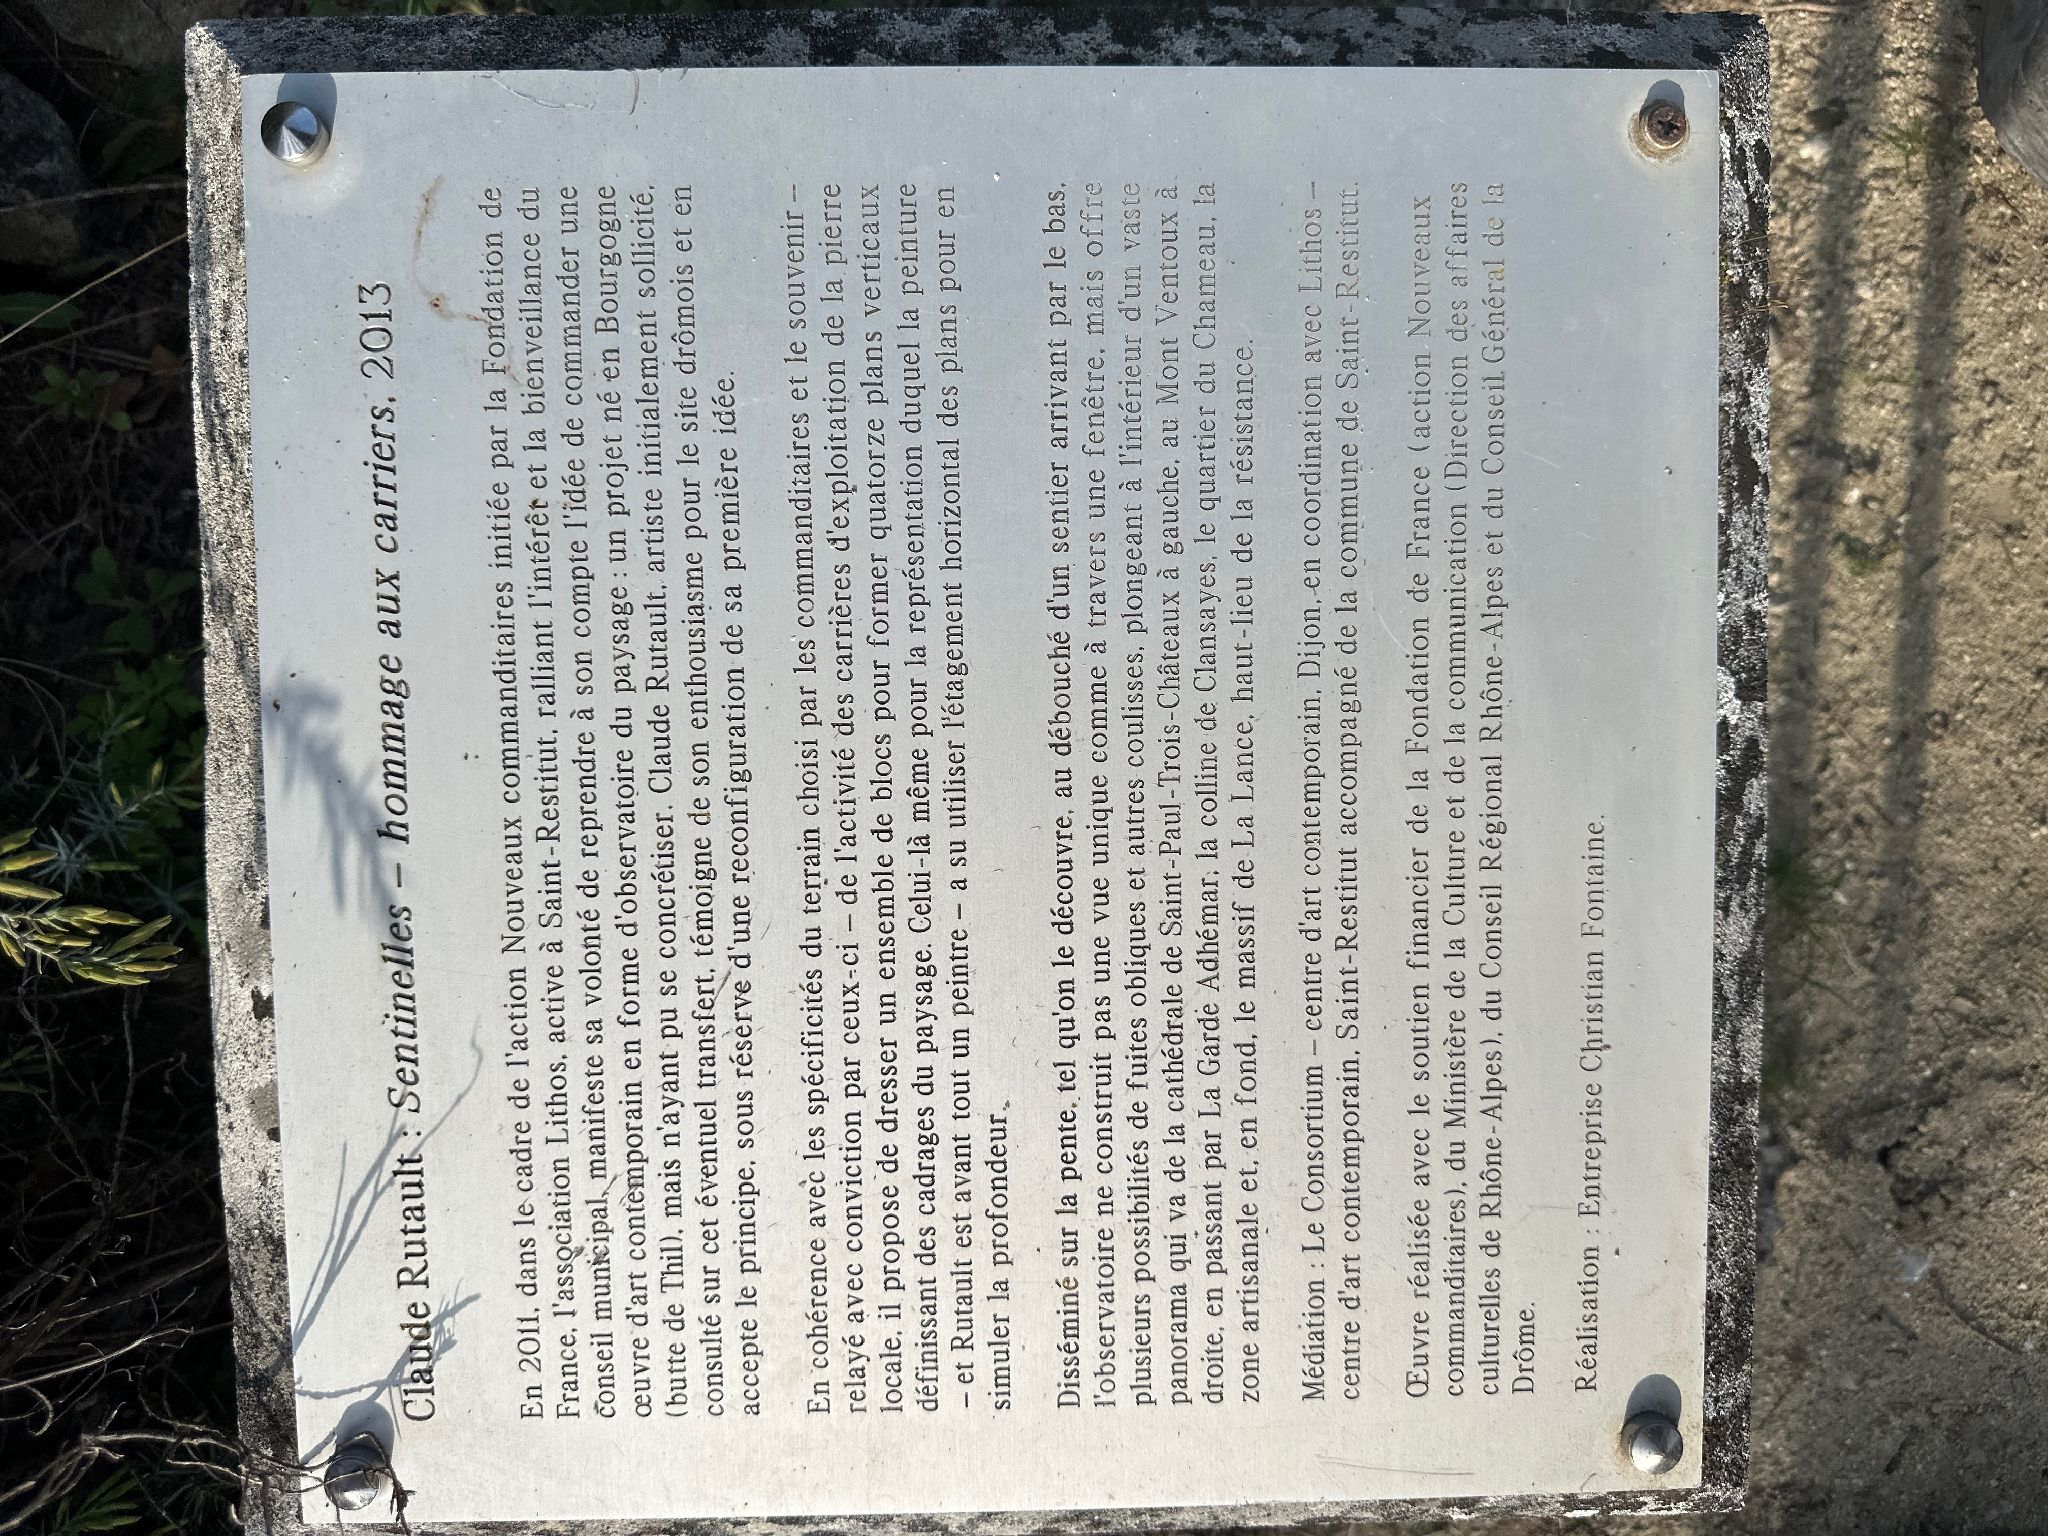 Claude Rutault : Sentinelles – hommage aux carriers, 2013
En 2011, dans le cadre de l'action Nouveaux commanditaires initiée par la Fondation de
France, l'association Lithos, active à Saint-Restitut, ralliant l'intérêt et la bienveillance du
conseil municipal, manifeste sa volonté de reprendre à son compte l'idée de commander une
œuvre d'art contemporain en forme d'observatoire du paysage : un projet né en Bourgogne
(butte de Thil), mais n'ayant pu se concrétiser. Claude Rutault, artiste initialement sollicité,
consulté sur cet éventuel transfert, témoigne de son enthousiasme pour le site drômois et en
accepte le principe, sous réserve d'une reconfiguration de sa première idée.
En cohérence avec les spécificités du terrain choisi par les commanditaires et le souvenir –
relayé avec conviction par ceux-ci – de l'activité des carrières d'exploitation de la pierre
locale, il propose de dresser un ensemble de blocs pour former quatorze plans verticaux
définissant des cadrages du paysage. Celui-là même pour la représentation duquel la peinture
– et Rutault est avant tout un peintre – a su utiliser l'étagement horizontal des plans pour en
simuler la profondeur.
Disséminé sur la pente, tel qu'on le découvre, au débouché d'un sentier arrivant par le bas,
l'observatoire ne construit pas une vue unique comme à travers une fenêtre, mais offre
plusieurs possibilités de fuites obliques et autres coulisses, plongeant à l'intérieur d'un vaste
panorama qui va de la cathédrale de Saint-Paul-Trois-Châteaux à gauche, au Mont Ventoux à
droite, en passant par La Garde Adhémar, la colline de Clansayes, le quartier du Chameau, la
zone artisanale et, en fond, le massif de La Lance, haut-lieu de la résistance.
Médiation : Le Consortium – centre d'art contemporain, Dijon, en coordination avec Lithos –
centre d'art contemporain, Saint-Restitut accompagné de la commune de Saint-Restitut.
Œuvre réalisée avec le soutien financier de la Fondation de France (action Nouveaux
commanditaires), du Ministère de la Culture et de la communication (Direction des affaires
culturelles de Rhône-Alpes), du Conseil Régional Rhône-Alpes et du Conseil Général de la
Drôme.
Réalisation : Entreprise Christian Fontaine.